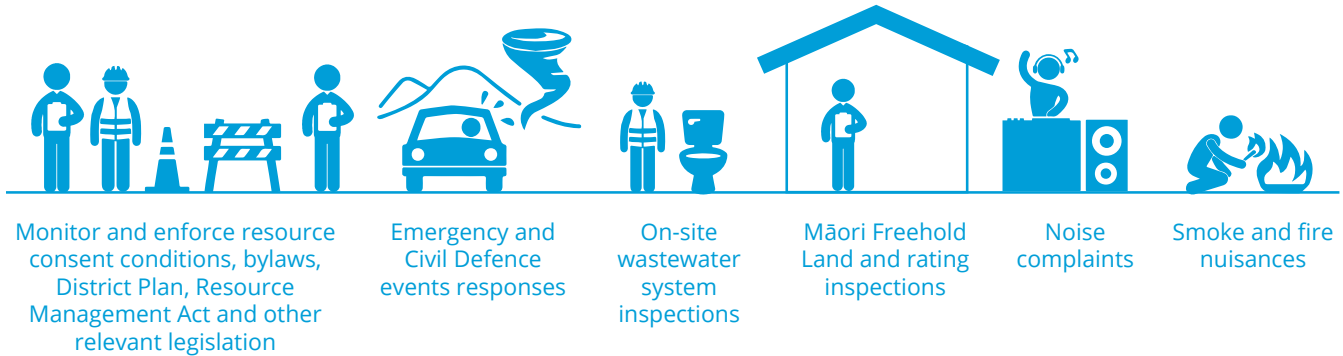 Monitor and enforce resource
consent conditions, bylaws,
District Plan, Resource
Management Act and other
relevant legislation
Emergency and
Civil Defence
events responses
On-site
wastewater
system
inspections
Māori Freehold
Land and rating
inspections
Noise
complaints
Smoke and fire
nuisances